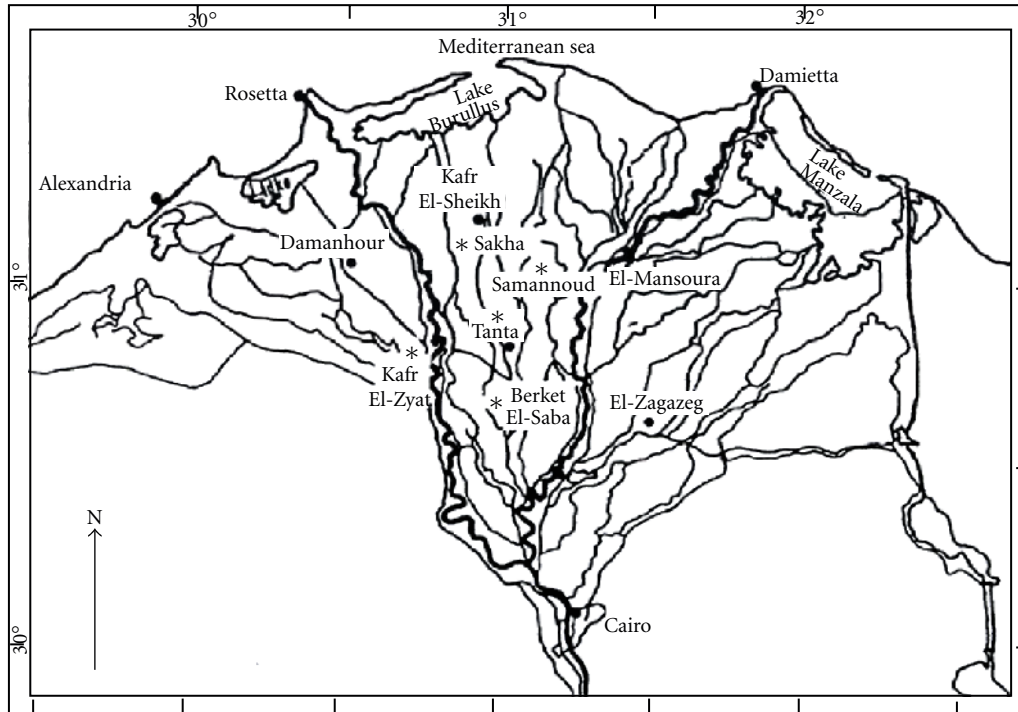 30°
31°
32°
Mediterranean sea
Rosetta
Lake
Burullus
Damietta
Alexandria
Kafr
El-Sheikh
Lake
Manzala
Damanhour
* Sakha
*
Samannoud
El-Mansoura
31°
*
Tanta
*
Kafr
El-Zyat
* Berket
El-Saba
El-Zagazeg
N
Cairo
30°